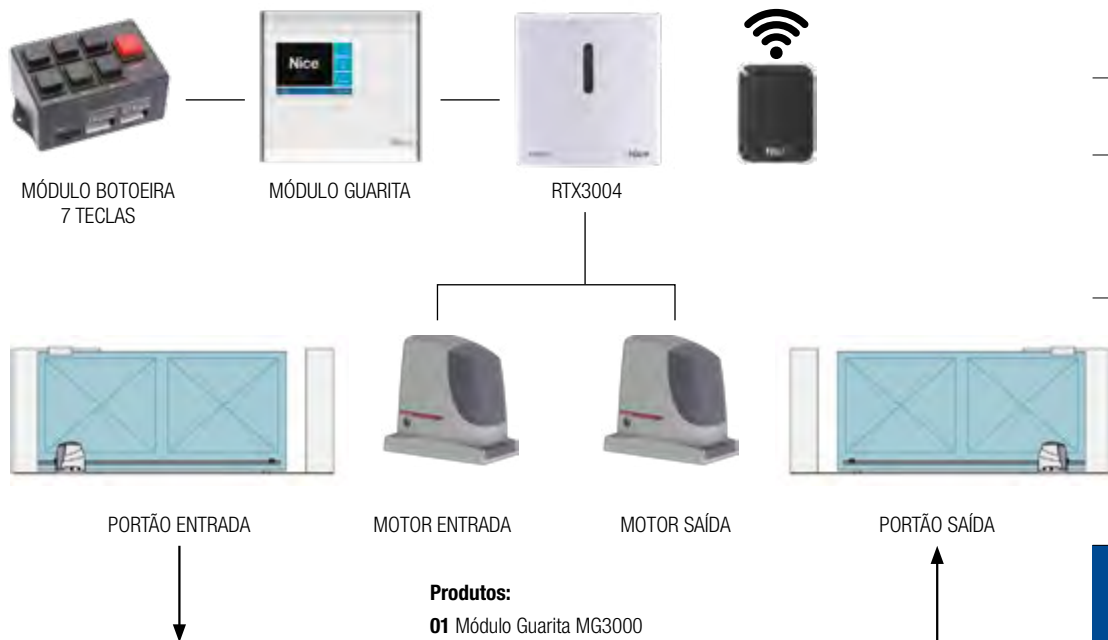 Nice
MÓDULO BOTOEIRA
7 TECLAS
MÓDULO GUARITA
RTX3004
PORTÃO ENTRADA
MOTOR ENTRADA
MOTOR SAÍDA
PORTÃO SAÍDA
Produtos:
01 Módulo Guarita MG3000